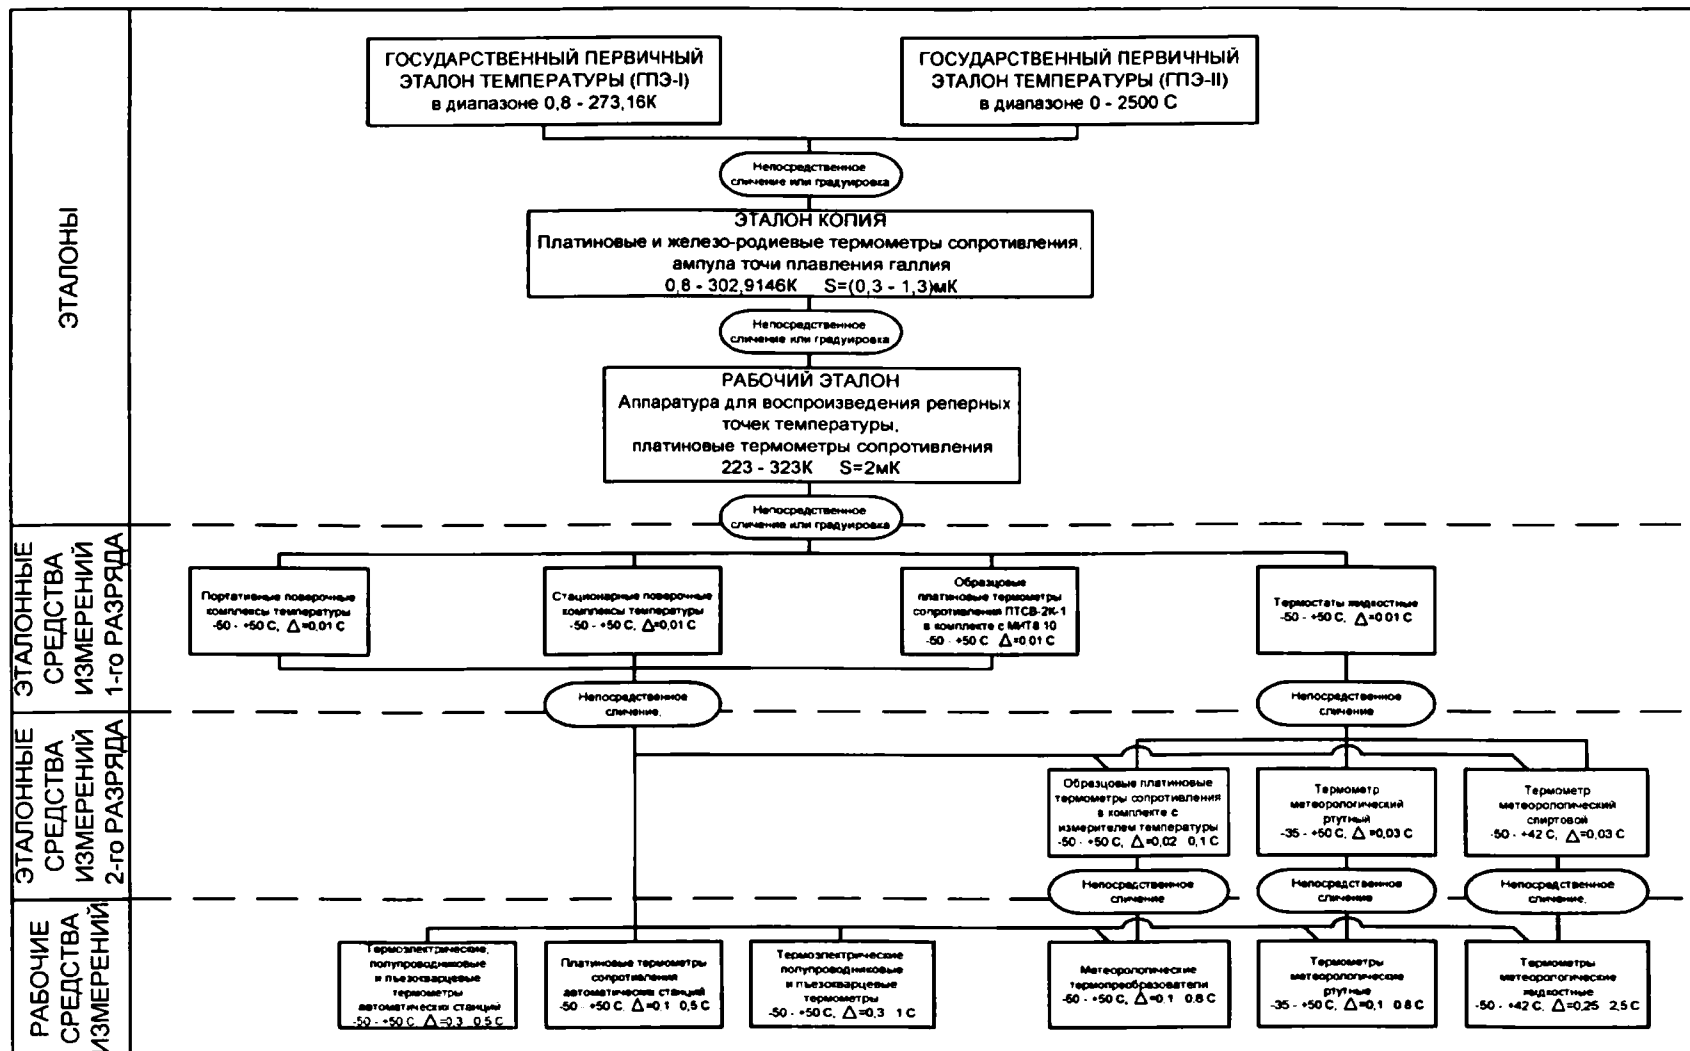 ГОСУДАРСТВЕННЫЙ ПЕРВИЧНЫЙ
ЭТАЛОН ТЕМПЕРАТУРЫ (ГПЭ-I)
в диапазоне 0,8 - 273,16К
ГОСУДАРСТВЕННЫЙ ПЕРВИЧНЫЙ
ЭТАЛОН ТЕМПЕРАТУРЫ (ГПЭ-II)
в диапазоне 0 - 2500 С
Непосредственное
сличение или градуировка
ЭТАЛОН КОПИЯ
Платиновые и железо-родиевые термометры сопротивления,
ампула точи плавления галлия
0,8 - 302,9146К S=(0,3 - 1,3)мК
Непосредственное
сличение или градуировка
РАБОЧИЙ ЭТАЛОН
Аппаратура для воспроизведения реперных
точек температуры,
платиновые термометры сопротивления
223 - 323К S=2мК
Непосредственное
сличение или градуировка
ЭТАЛОНЫ
ЭТАЛОННЫЕ
СРЕДСТВА
ИЗМЕРЕНИЙ
1-го РАЗРЯДА
Портативные поверочные
комплексы температуры
-50 - +50 С, Δ=0,01 С
Стационарные поверочные
комплексы температуры
-50 - +50 С, Δ=0,01 С
Образцовые
платиновые термометры
сопротивления ПТСВ-2К-1
в комплекте с МИТ8 10
-50 - +50 С Δ=0 01 С
Термостаты жидкостные
-50 - +50 С, Δ=0 01 С
Непосредственное
сличение,
Непосредственное
сличение
ЭТАЛОННЫЕ
СРЕДСТВА
ИЗМЕРЕНИЙ
2-го РАЗРЯДА
Образцовые платиновые
термометры сопротивления
в комплекте с
измерителем температуры
-50 - +50 С, Δ=0,02 0,1 С
Термометр
метеорологический
ртутный
-35 - +50 С, Δ=0,03 С
Термометр
метеорологический
спиртовой
-50 - +42 С, Δ=0,03 С
Непосредственное
сличение
Непосредственное
сличение
Непосредственное
сличение,
РАБОЧИЕ
СРЕДСТВА
ИЗМЕРЕНИЙ
Термоэлектрические,
полупроводниковые
и пьезокварцевые
термометры
автоматических станций
-50 - +50 С, Δ=0,3 0,5 С
Платиновые термометры
сопротивления
автоматических станций
-50 - +50 С, Δ=0,1 0,5 С
Термоэлектрические
полупроводниковые
и пьезокварцевые
термометры
-50 - +50 С, Δ=0,3 1 С
Метеорологические
термопреобразователи
-50 - +50 С, Δ=0,1 0,8 С
Термометры
метеорологические
ртутные
-35 - +50 С, Δ=0,1 0 8 С
Термометры
метеорологические
жидкостные
-50 - +42 С, Δ=0,25 2,5 С